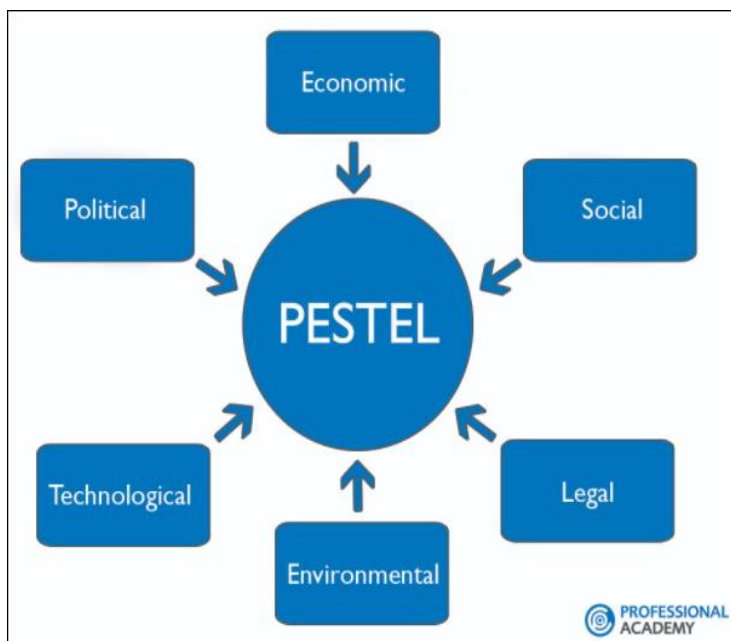 Economic
Political
Social
PESTEL
Technological
Legal
Environmental
PROFESSIONAL
ACADEMY